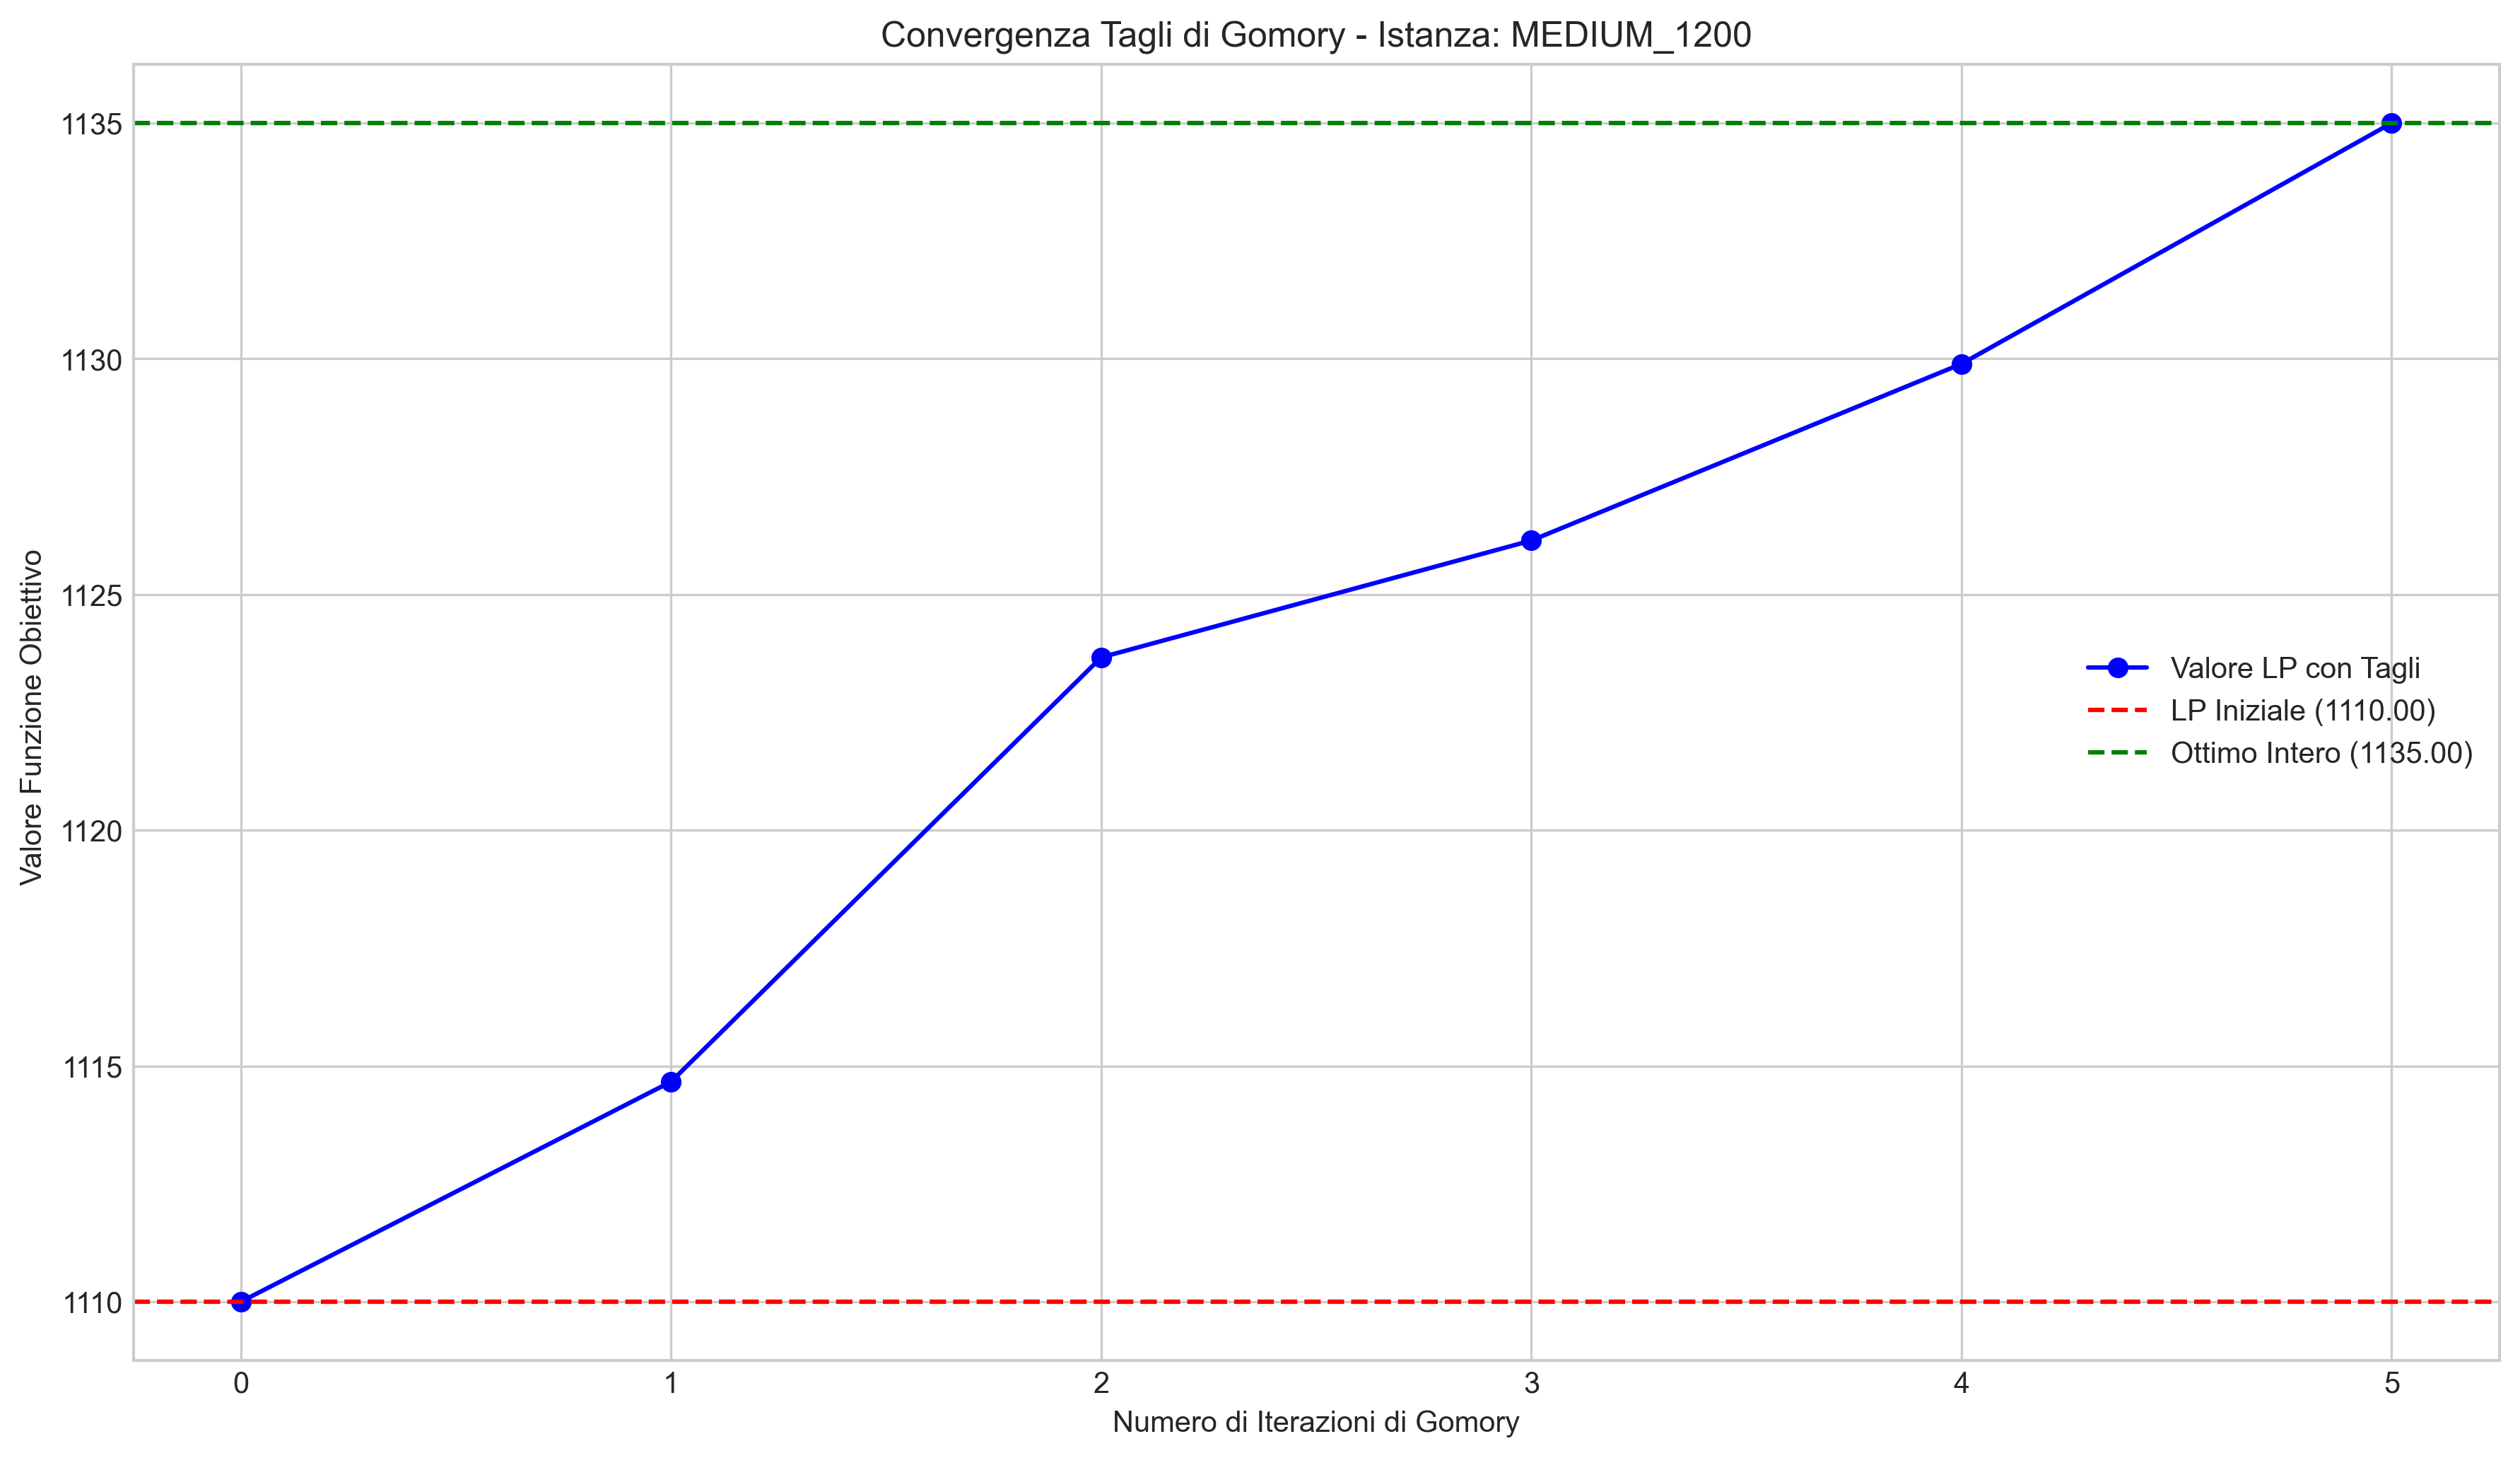 Convergenza Tagli di Gomory - Istanza: MEDIUM_1200
Valore Funzione Obiettivo
1135
1130
1125
1120
1115
1110
Valore LP con Tagli
LP Iniziale (1110.00)
Ottimo Intero (1135.00)
0 1 2 3 4 5
Numero di Iterazioni di Gomory